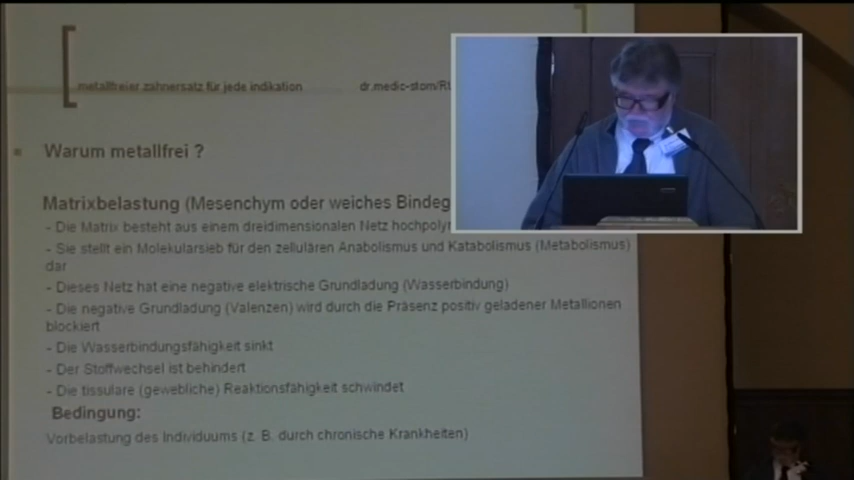 metallfreier zahnersatz für jede indikation dr.medic-stom/RU
Warum metallfrei ?
Matrixbelastung (Mesenchym oder weiches
- Die Matrix besteht aus einem dreidimensionalen Netz
- Sie stellt ein Molekularsieb für den zellulären Anabolismus und Katabolismus (Metabolismus)
dar
- Dieses Netz hat eine negative elektrische Grundladung (Wasserbindung)
- Die negative Grundladung (Valenzen) wird durch die Präsenz positiv geladener Metallionen
blockiert
- Die Wasserbindungsfähigkeit sinkt
- Der Stoffwechsel ist behindert
- Die tissuläre (gewebliche) Reaktionsfähigkeit schwindet
Bedingung:
Vorbelastung des Individuums (z. B. durch chronische Krankheiten)